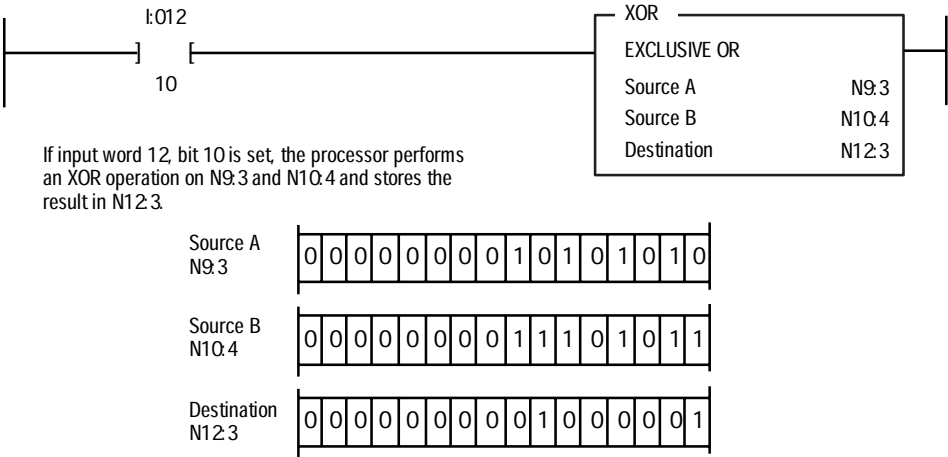 I:012
10
XOR
EXCLUSIVE OR
Source A N9:3
Source B N10:4
Destination N12:3
If input word 12, bit 10 is set, the processor performs
an XOR operation on N9:3 and N10:4 and stores the
result in N12:3.
Source A
N9:3
0 0 0 0 0 0 0 0 1 0 1 0 1 0 1 0
Source B
N10:4
0 0 0 0 0 0 0 0 1 1 1 0 1 0 1 1
Destination
N12:3
0 0 0 0 0 0 0 0 0 1 0 0 0 0 0 1